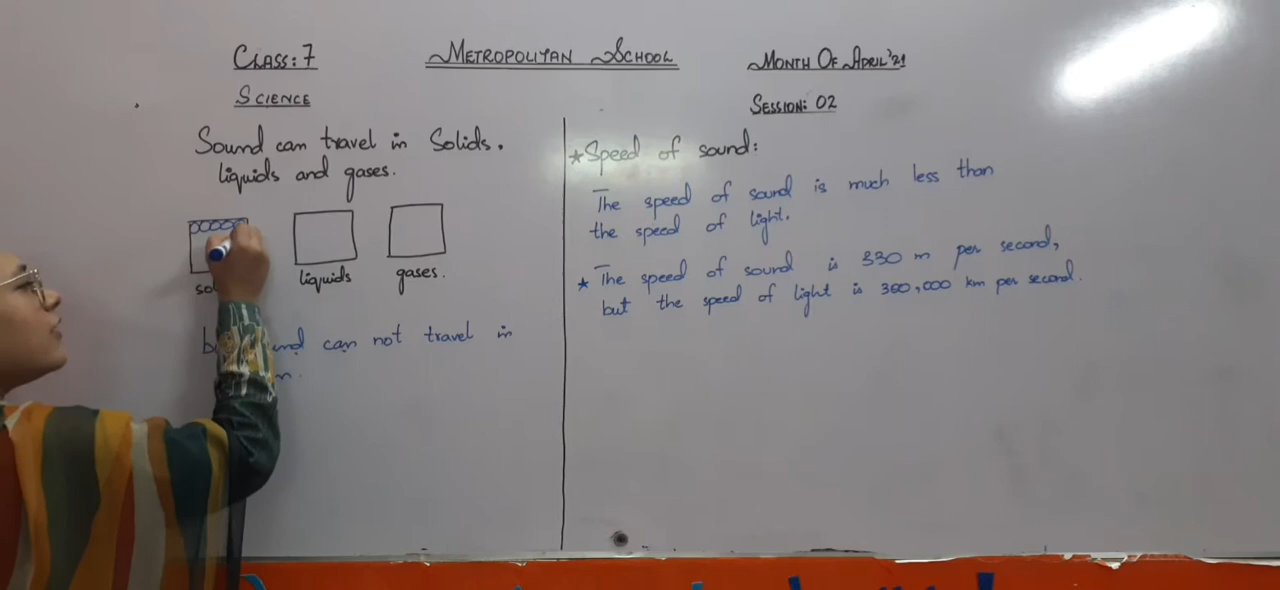 CLASS: 7
METROPOLITAN SCHOOL
MONTH OF APRIL'21
SCIENCE
SESSION: 02
Sound can travel in Solids.
liquids and gases.
liquids
gases.
can not travel in
★ Speed of sound:
The speed of sound is much less than
the speed of light.
★ The speed of sound is 330 m per second,
but the speed of light is 300,000 km per second.